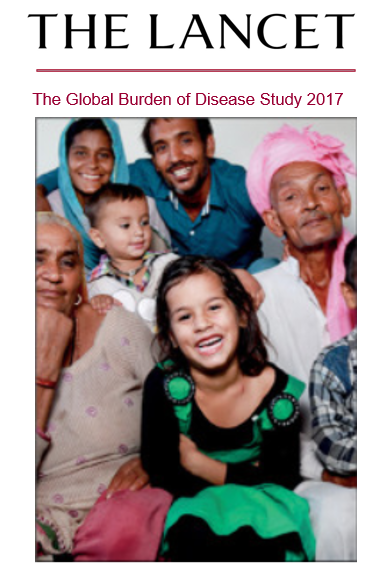 THE LANCET
The Global Burden of Disease Study 2017